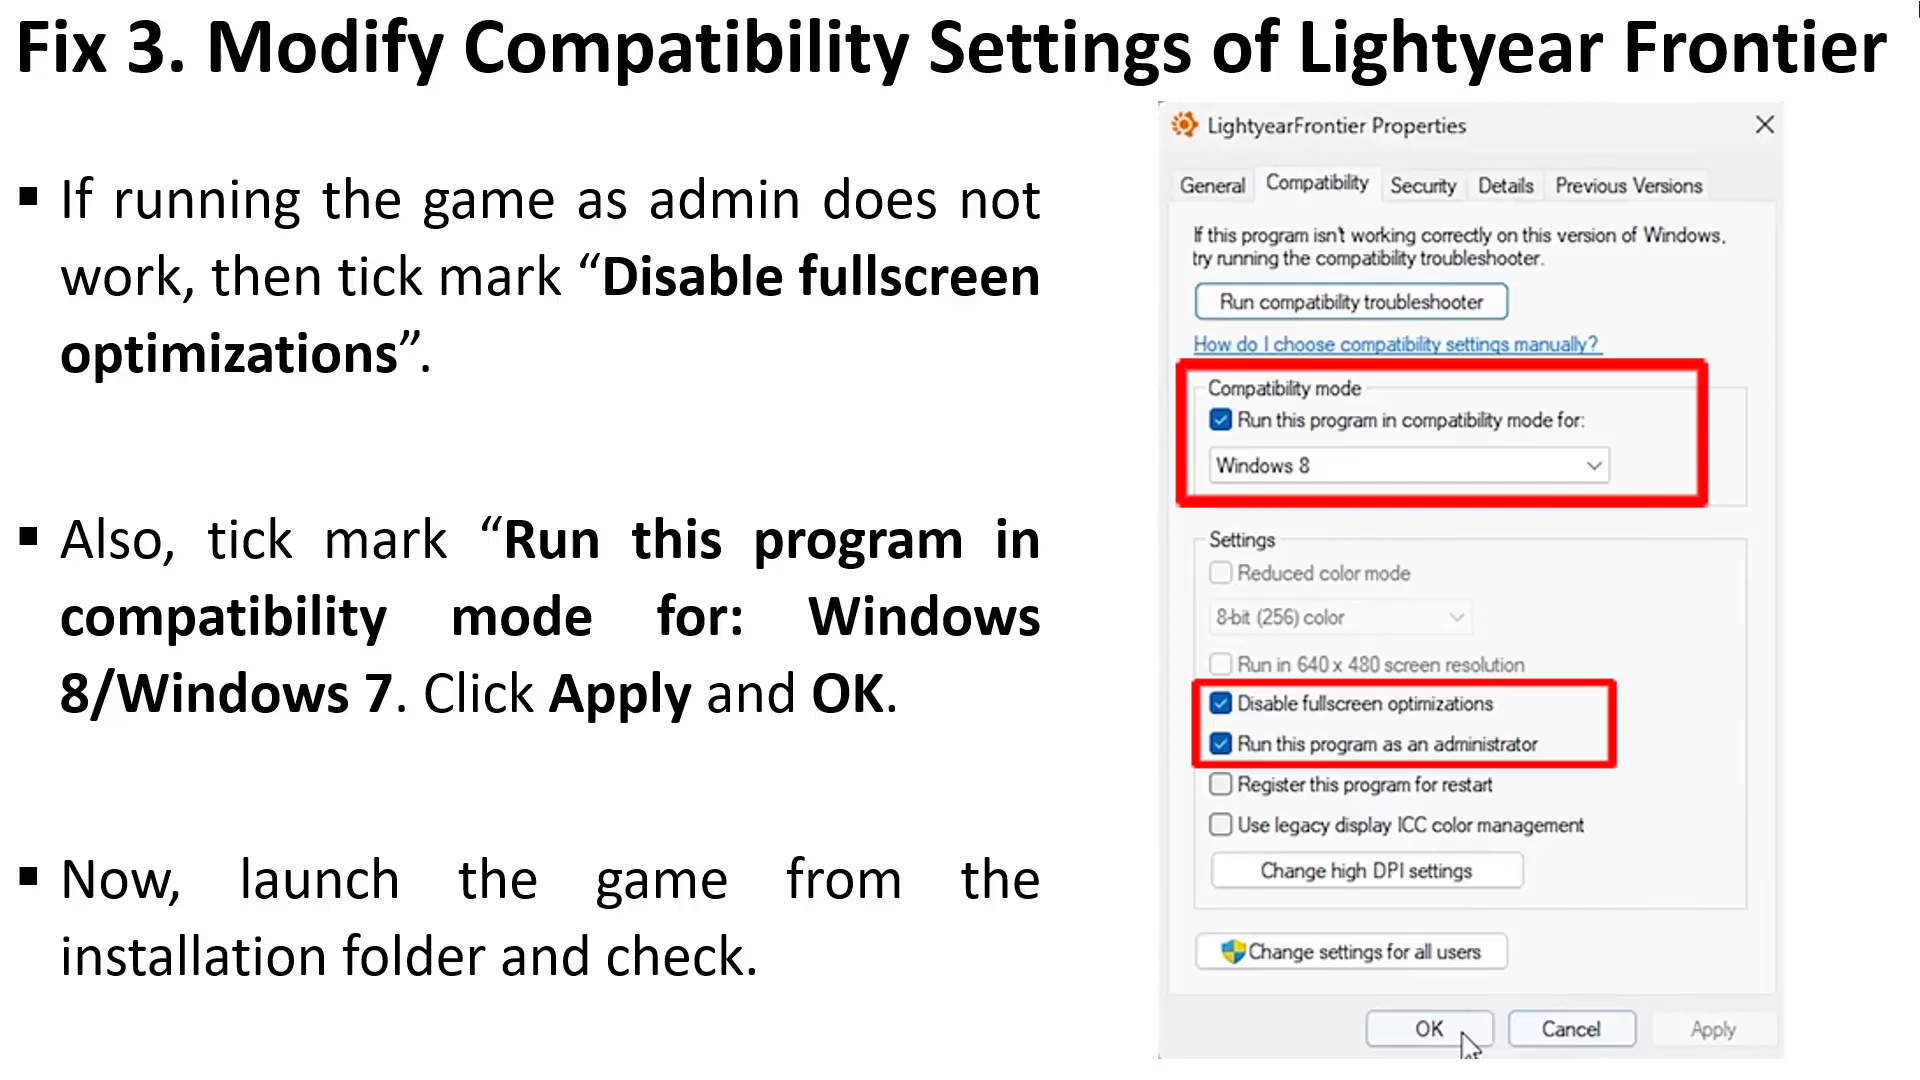 Fix 3. Modify Compatibility Settings of Lightyear Frontier
▪ If running the game as admin does not
work, then tick mark “Disable fullscreen
optimizations”.
▪ Also, tick mark “Run this program in
compatibility mode for: Windows
8/Windows 7. Click Apply and OK.
▪ Now, launch the game from the
installation folder and check.
LightyearFrontier Properties
General Compatibility Security Details Previous Versions
If this program isn't working correctly on this version of Windows,
try running the compatibility troubleshooter.
Run compatibility troubleshooter
How do I choose compatibility settings manually?
Compatibility mode
Run this program in compatibility mode for:
Windows 8
Settings
Reduced color mode
8-bit (256) color
Run in 640 x 480 screen resolution
Disable fullscreen optimizations
Run this program as an administrator
Register this program for restart
Use legacy display ICC color management
Change high DPI settings
Change settings for all users
OK Cancel Apply